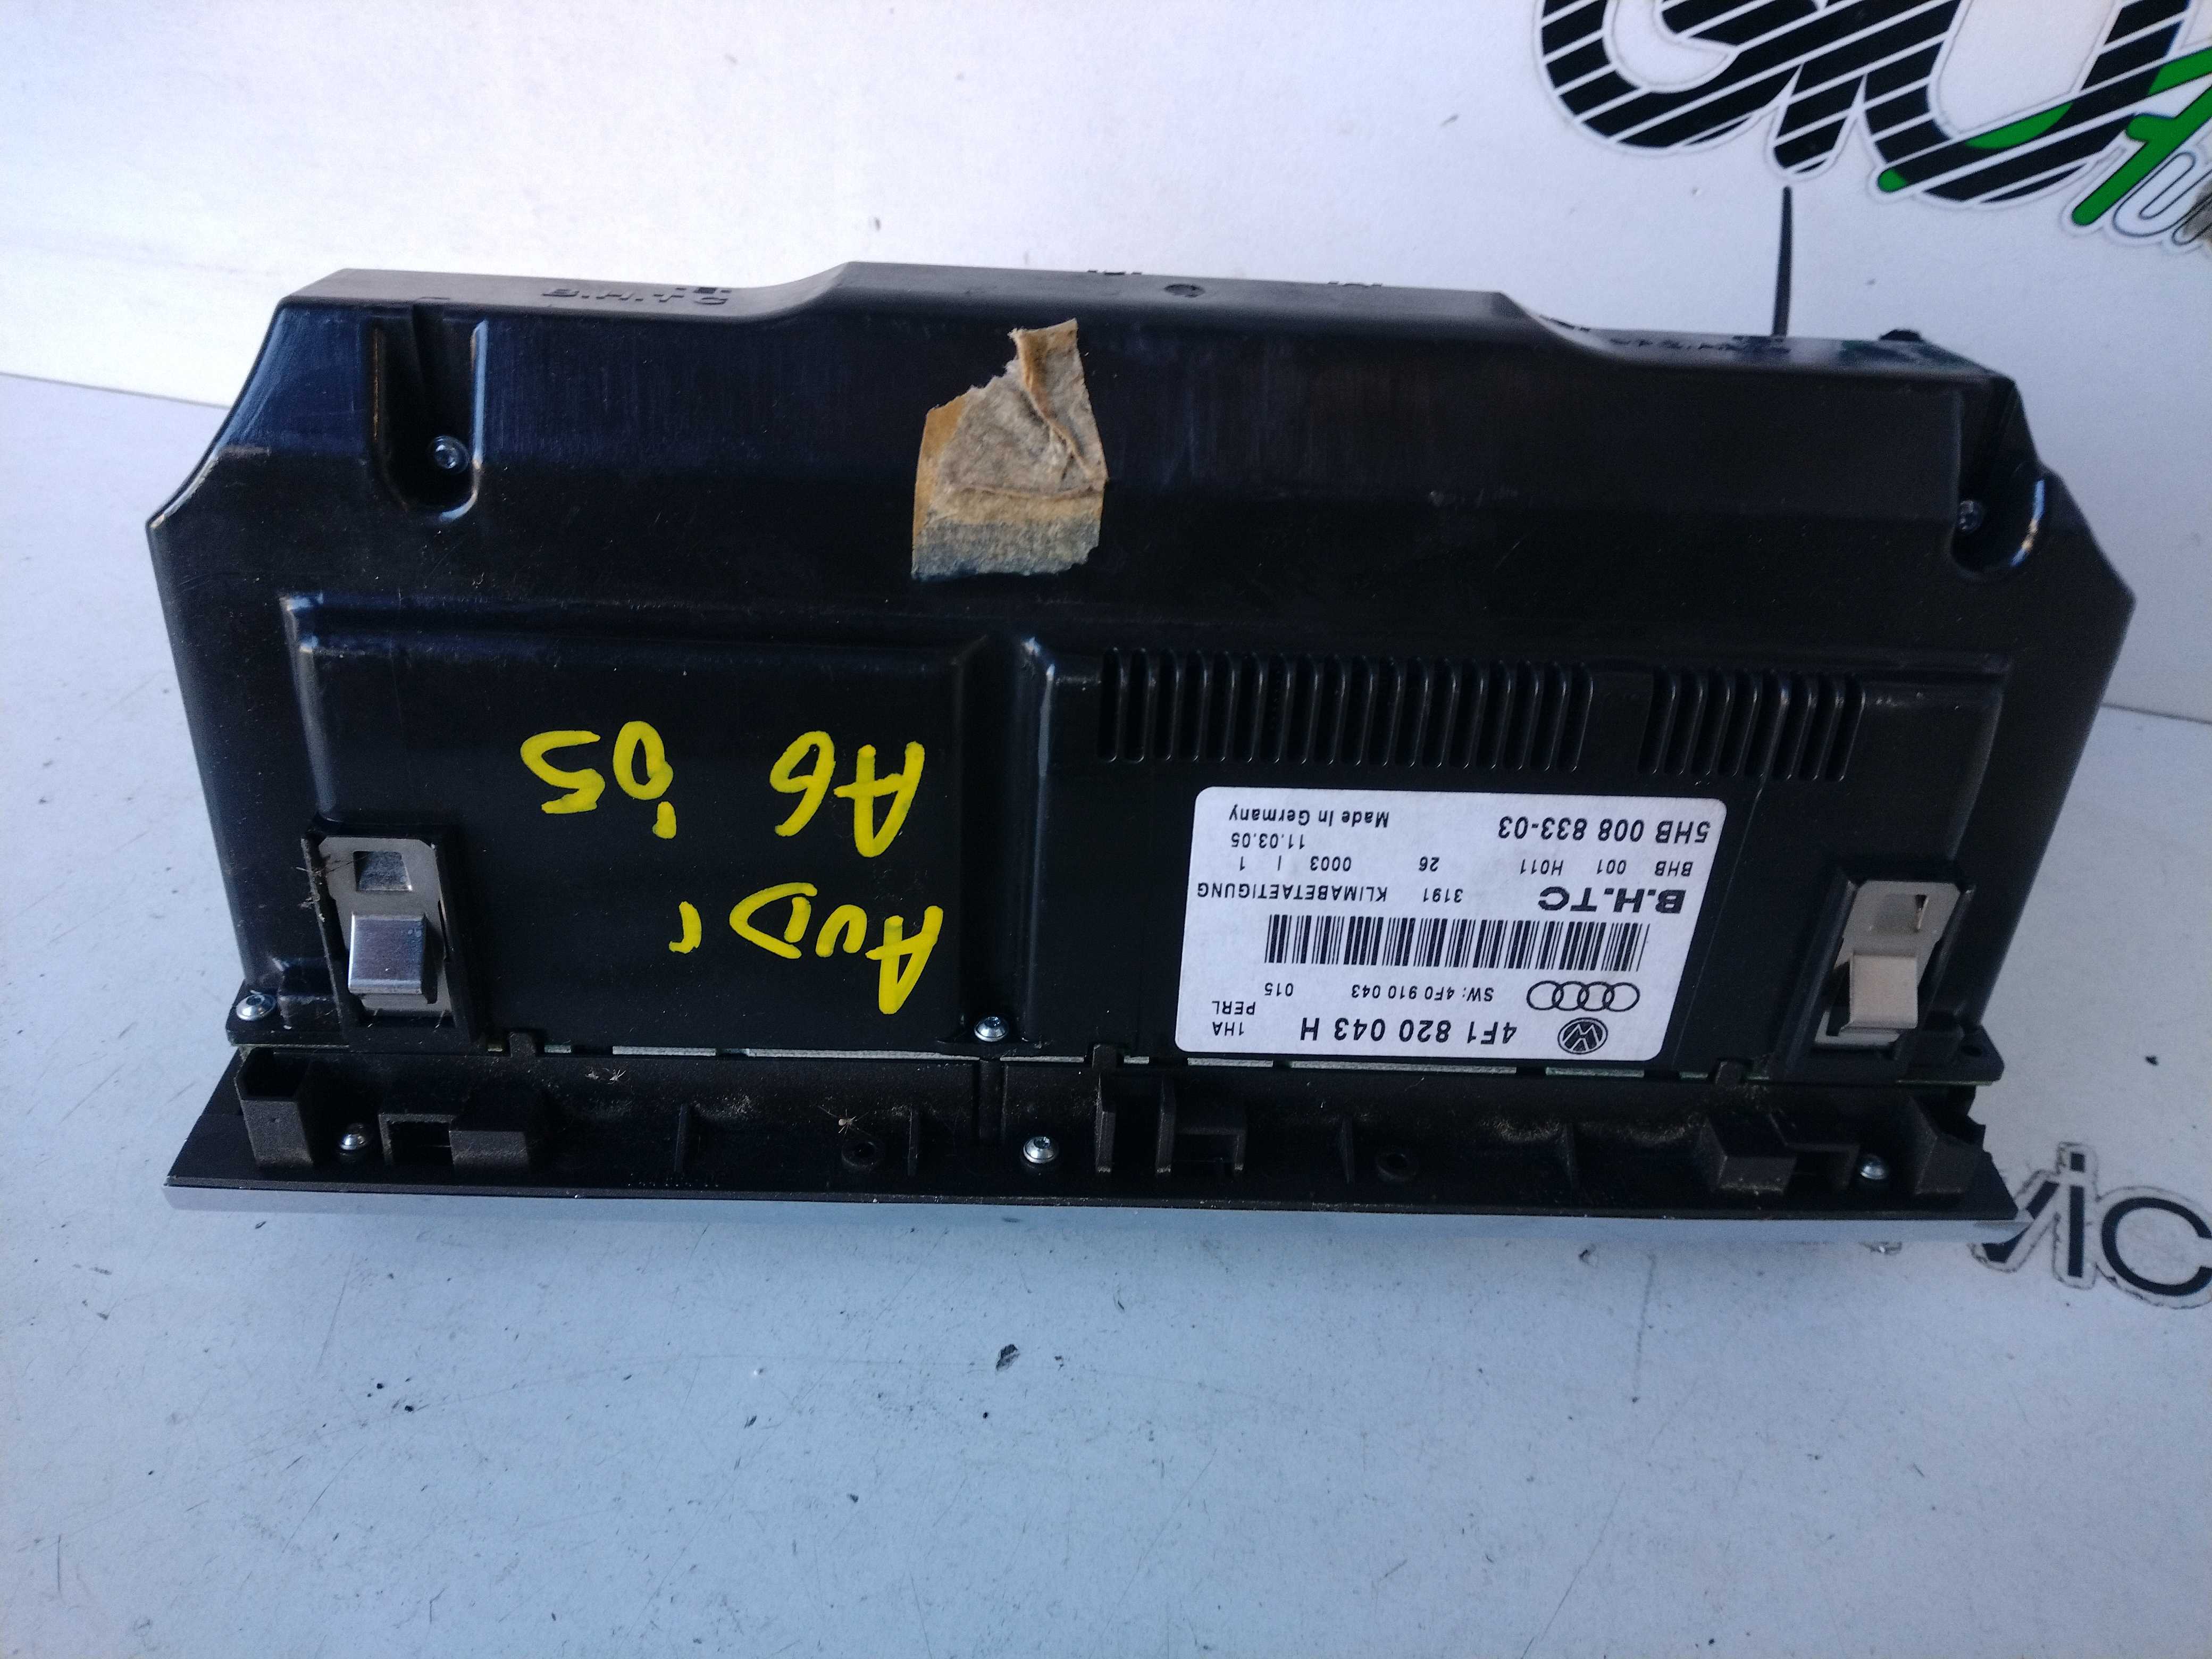 4F1 820 043 H
1HA
PERL
SW: 4F0 910 043 015
B.H.TC 3191 KLIMABETAETIGUNG
BHB 001 H011 26 0003 I 1
11.03.05
5HB 008 833-03 Made In Germany
AUDI
A6 '05
B.H.T C
vic